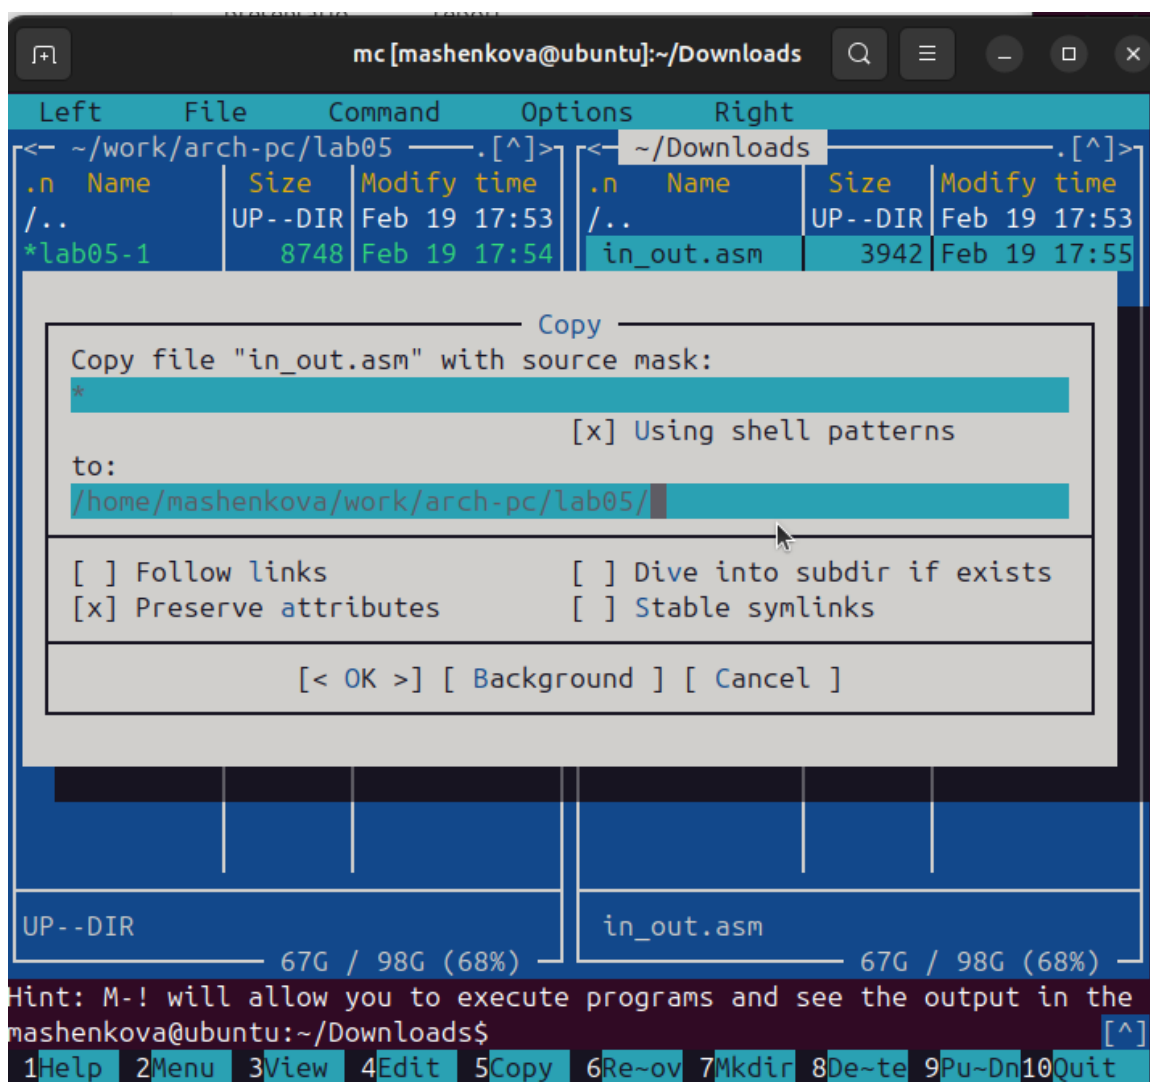 mc [mashenkova@ubuntu]:~/Downloads
Left File Command Options Right
<— ~/work/arch-pc/lab05 ——.[^]> <— ~/Downloads ——.[^]>
.n Name Size Modify time .n Name Size Modify time
/.. UP--DIR Feb 19 17:53 /.. UP--DIR Feb 19 17:53
*lab05-1 8748 Feb 19 17:54 in_out.asm 3942 Feb 19 17:55
Copy
Copy file "in_out.asm" with source mask:
*
[x] Using shell patterns
to:
/home/mashenkova/work/arch-pc/lab05/
[ ] Follow links [ ] Dive into subdir if exists
[x] Preserve attributes [ ] Stable symlinks
[< OK >] [ Background ] [ Cancel ]
UP--DIR in_out.asm
67G / 98G (68%) 67G / 98G (68%)
Hint: M-! will allow you to execute programs and see the output in the
mashenkova@ubuntu:~/Downloads$ [^]
1Help 2Menu 3View 4Edit 5Copy 6Re~ov 7Mkdir 8De~te 9Pu~Dn 10Quit